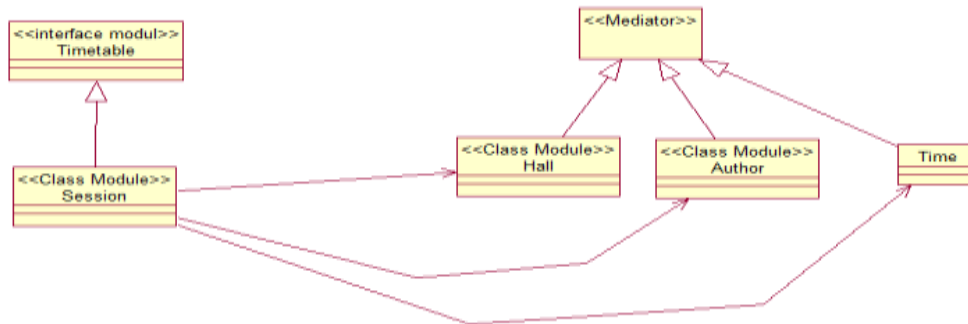 <<interface modul>>
Timetable
<<Mediator>>
<<Class Module>>
Session
<<Class Module>>
Hall
<<Class Module>>
Author
Time